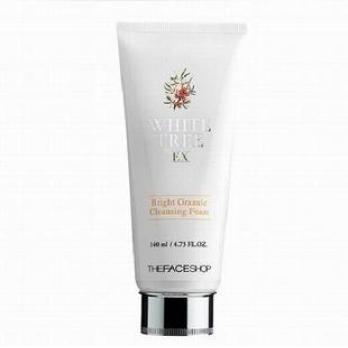 WHITE
TREE
EX
Bright Granule
Cleansing Foam
140 ml / 4.73 FL.OZ.
THEFACESHOP